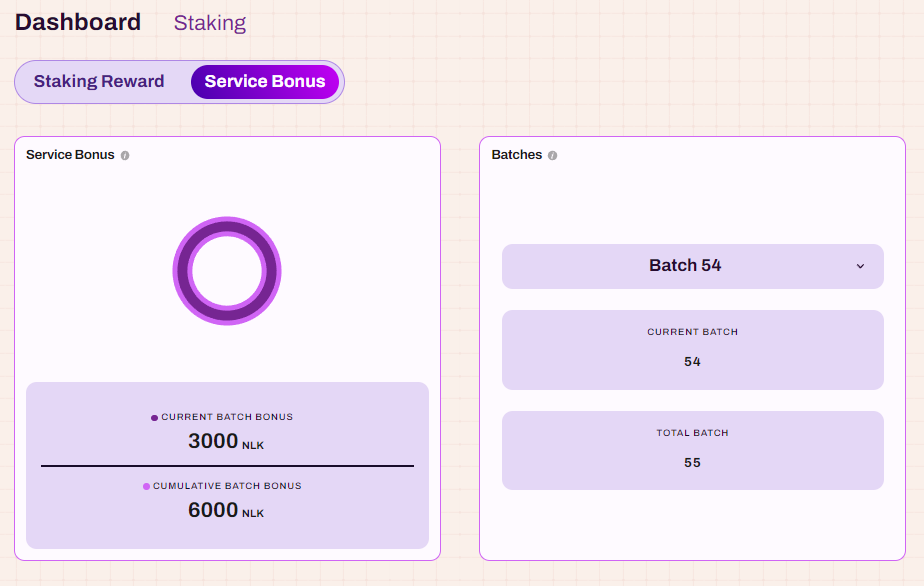 Dashboard Staking
Staking Reward Service Bonus
Service Bonus
CURRENT BATCH BONUS
3000 NLK
CUMULATIVE BATCH BONUS
6000 NLK
Batches
Batch 54
CURRENT BATCH
54
TOTAL BATCH
55